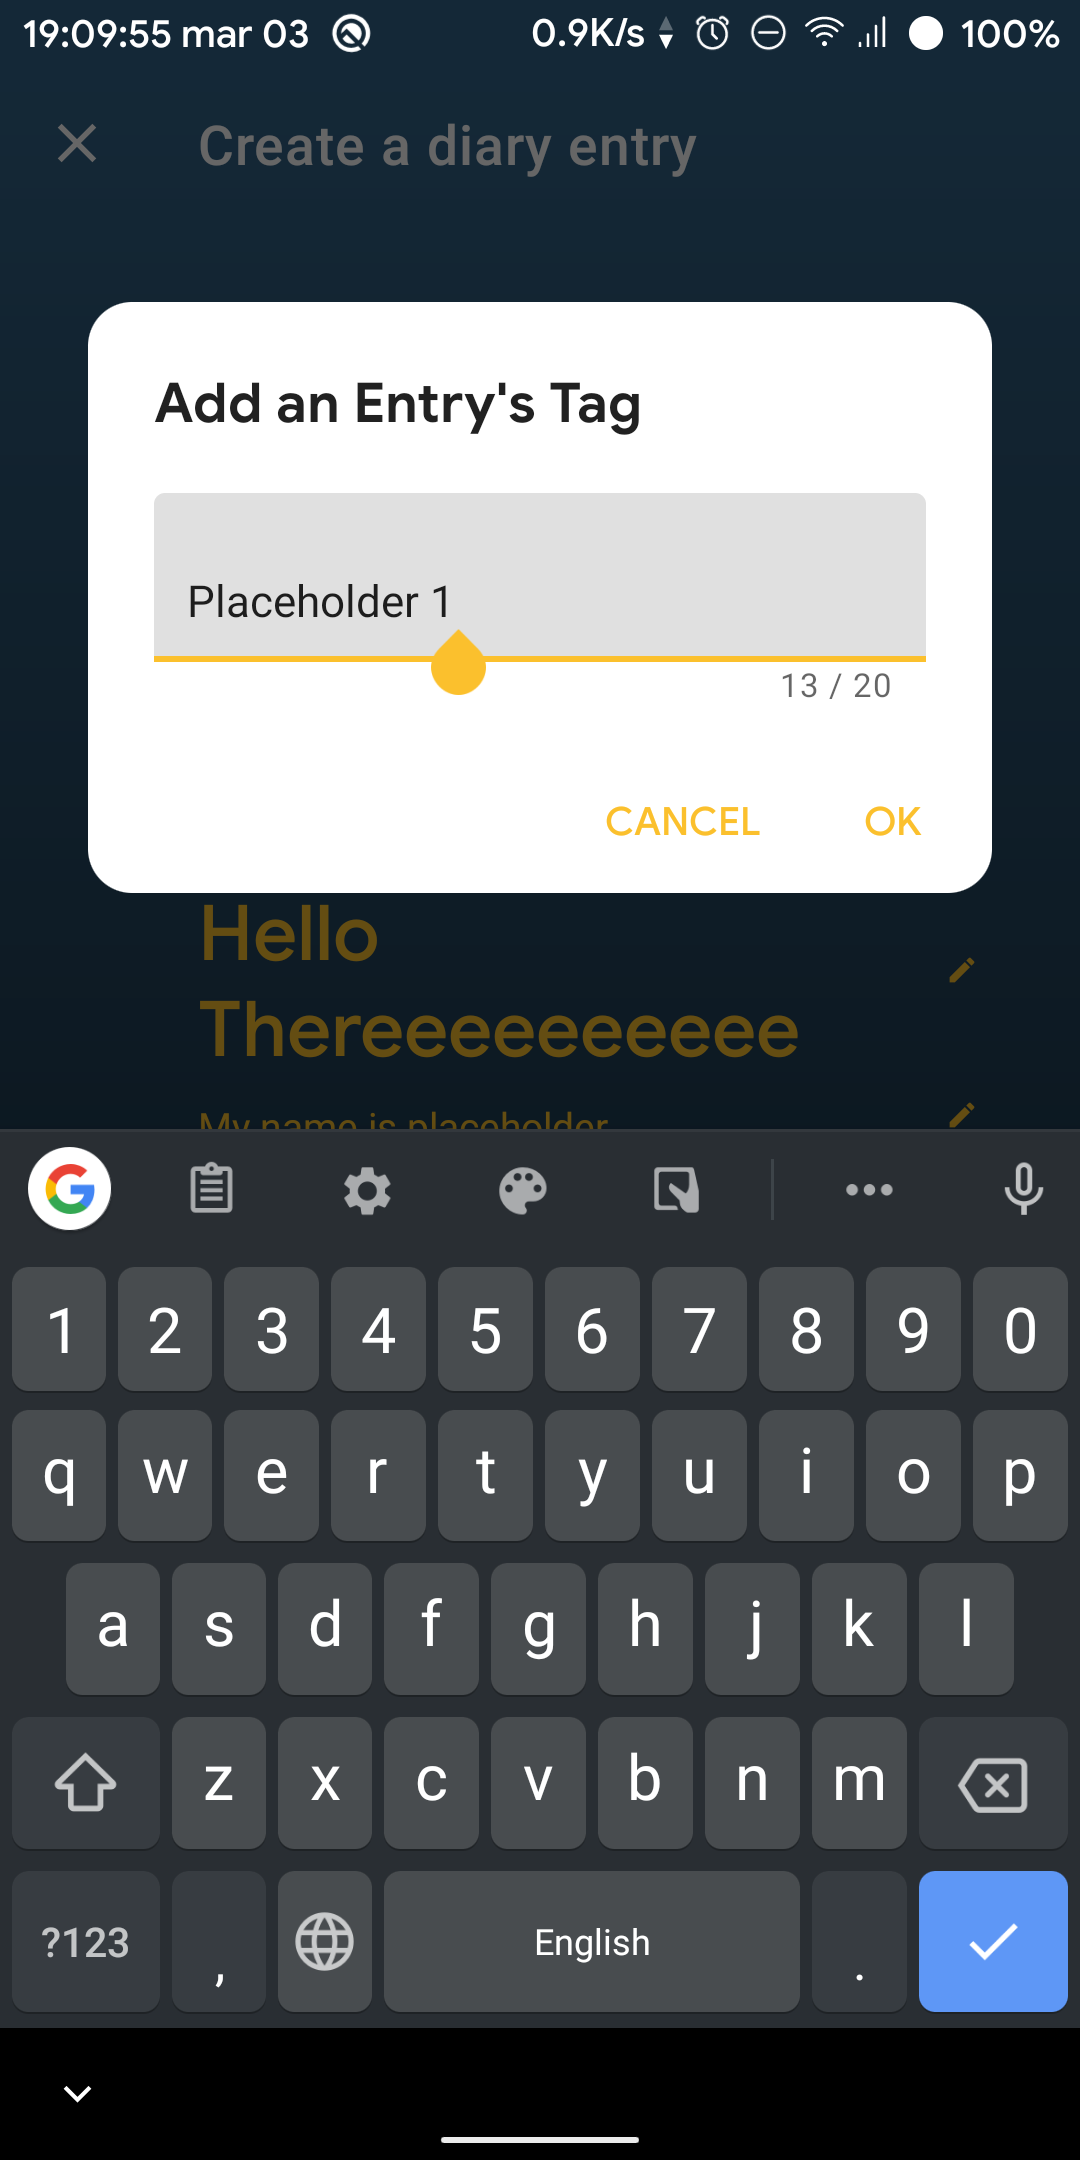 19:09:55 mar 03 0.9K/s 100%
Create a diary entry
Add an Entry's Tag
Placeholder 1
13 / 20
CANCEL OK
Hello
Thereeeeeeeeeee
My name is placeholder
1 2 3 4 5 6 7 8 9 0
q w e r t y u i o p
a s d f g h j k l
z x c v b n m
?123 , English .